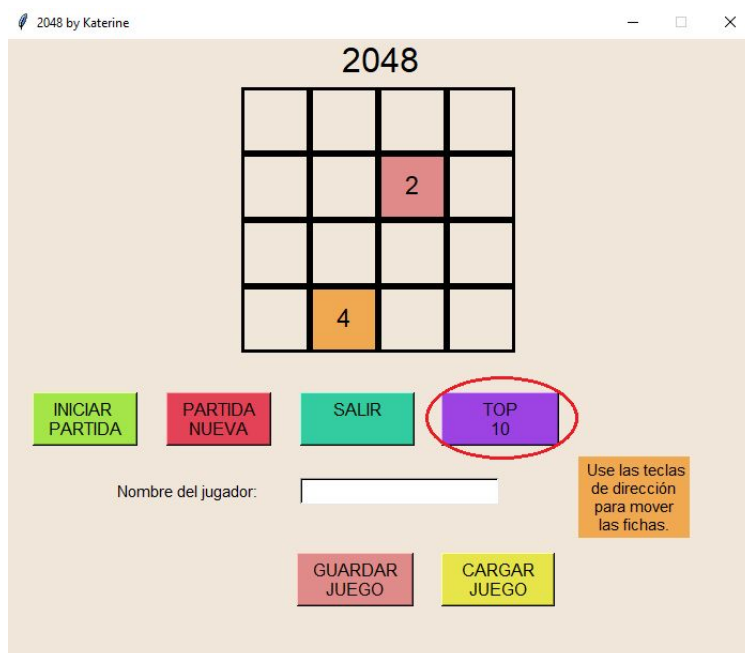 2048 by Katerine
2048
2
4
INICIAR
PARTIDA
PARTIDA
NUEVA
SALIR
TOP
10
Nombre del jugador:
Use las teclas
de dirección
para mover
las fichas.
GUARDAR
JUEGO
CARGAR
JUEGO